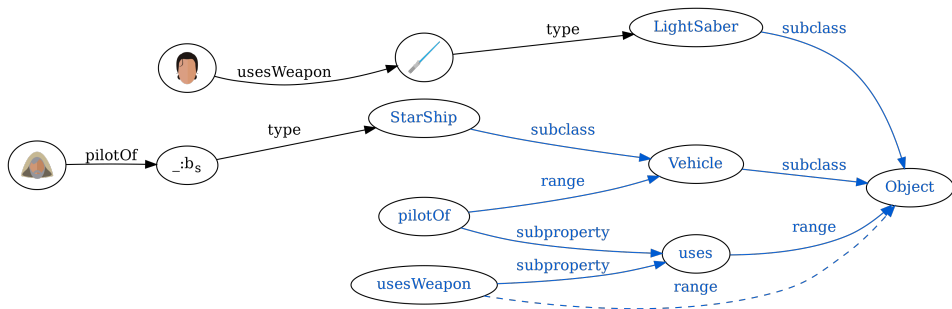 LightSaber
subclass
type
usesWeapon
StarShip
type
subclass
pilotOf
_:bs
Vehicle
subclass
range
Object
pilotOf
subproperty
range
uses
subproperty
usesWeapon
range